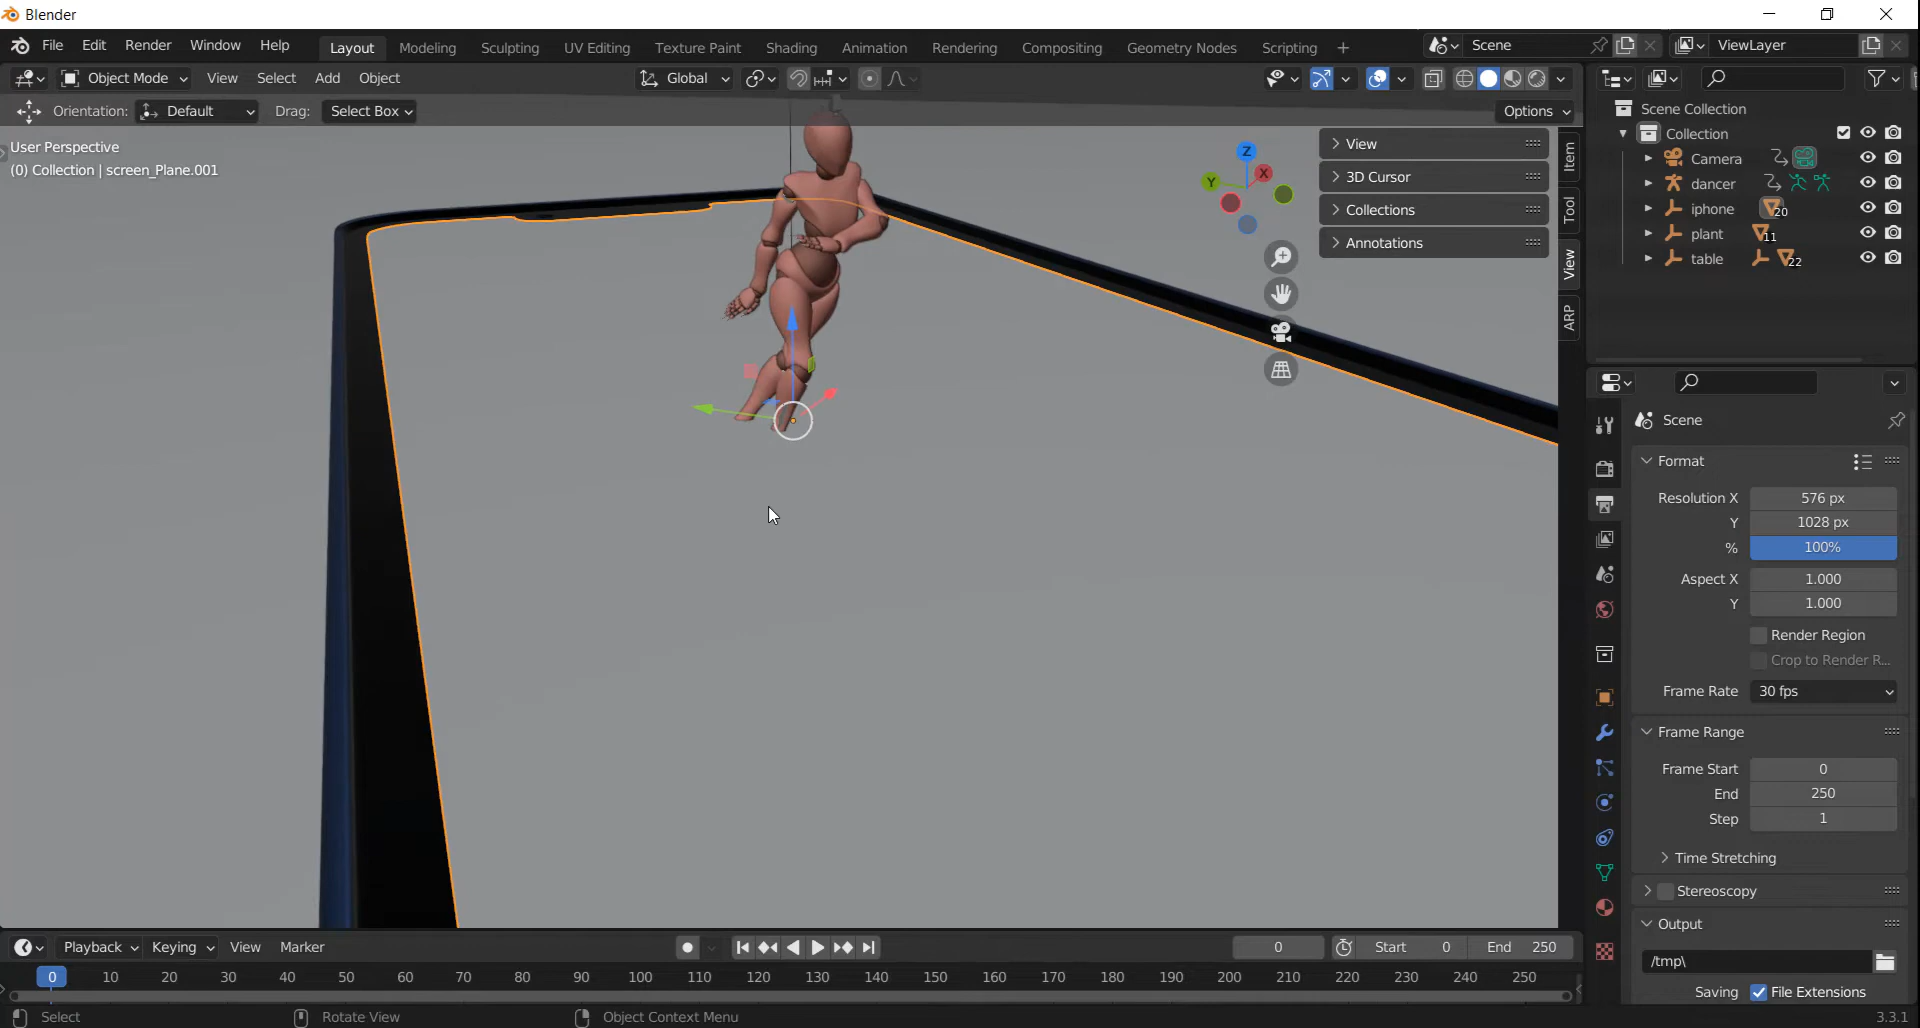 Blender
File Edit Render Window Help Layout Modeling Sculpting UV Editing Texture Paint Shading Animation Rendering Compositing Geometry Nodes Scripting + Scene ViewLayer
Object Mode View Select Add Object Global
Orientation: Default Drag: Select Box Options
User Perspective
(0) Collection | screen_Plane.001
Z
Y
X
View
3D Cursor
Collections
Annotations
Item
Tool
View
ARP
Scene Collection
Collection
Camera
dancer
iphone 20
plant 11
table 22
Scene
Format
Resolution X 576 px
Y 1028 px
% 100%
Aspect X 1.000
Y 1.000
Render Region
Crop to Render R...
Frame Rate 30 fps
Frame Range
Frame Start 0
End 250
Step 1
Time Stretching
Stereoscopy
Output
/tmp\
Saving File Extensions
Playback Keying View Marker 0 Start 0 End 250
0 10 20 30 40 50 60 70 80 90 100 110 120 130 140 150 160 170 180 190 200 210 220 230 240 250
Select Rotate View Object Context Menu 3.3.1